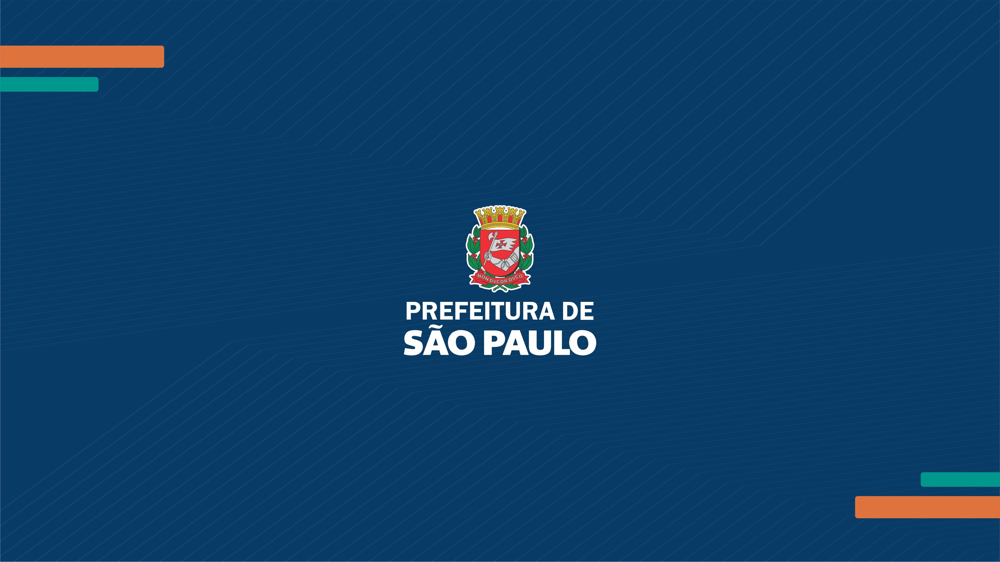 NON DVCOR DVCO
PREFEITURA DE
SÃO PAULO